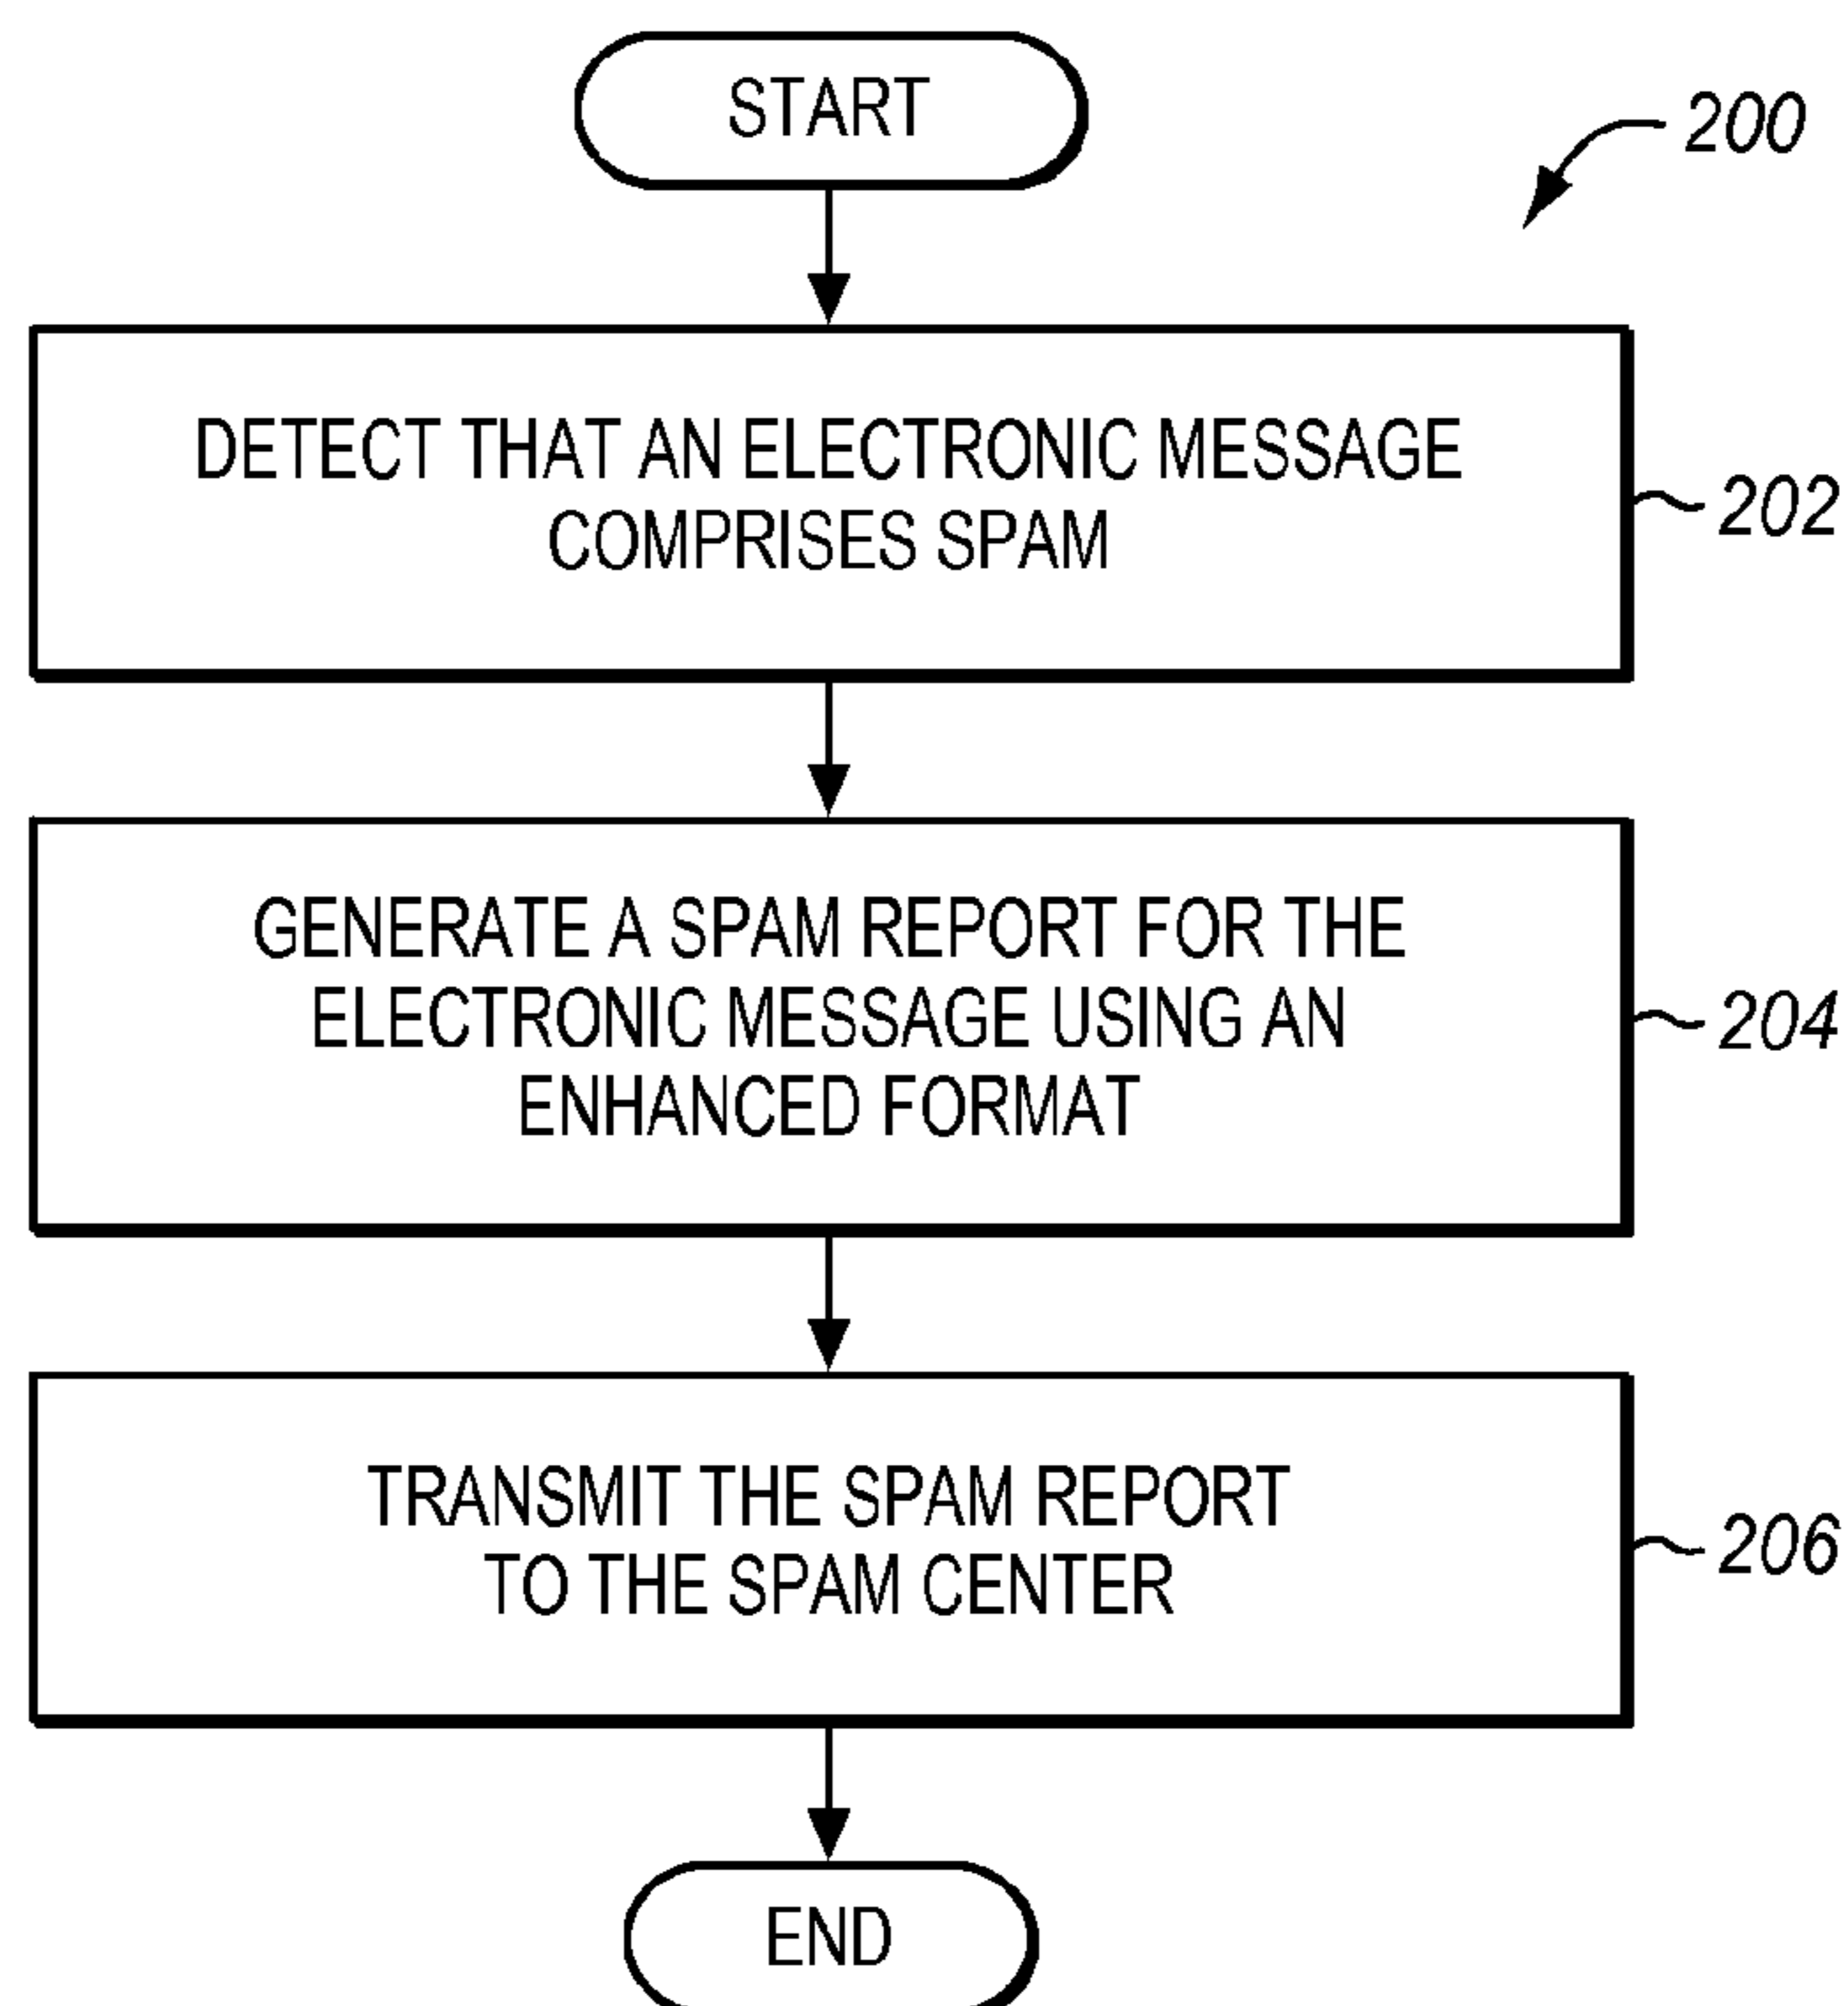 START
200
DETECT THAT AN ELECTRONIC MESSAGE
COMPRISES SPAM
202
GENERATE A SPAM REPORT FOR THE
ELECTRONIC MESSAGE USING AN
ENHANCED FORMAT
204
TRANSMIT THE SPAM REPORT
TO THE SPAM CENTER
206
END